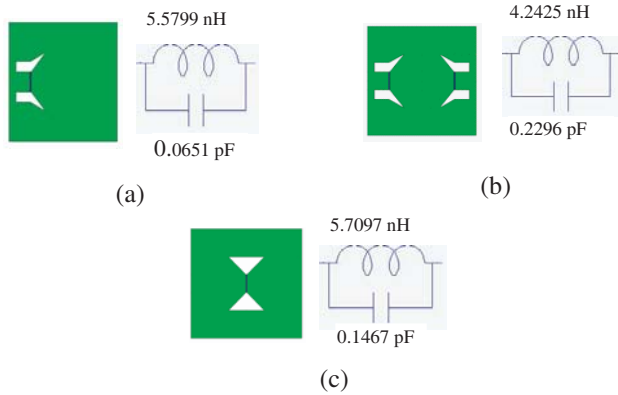 5.5799 nH
0.0651 pF
(a)
4.2425 nH
0.2296 pF
(b)
5.7097 nH
0.1467 pF
(c)